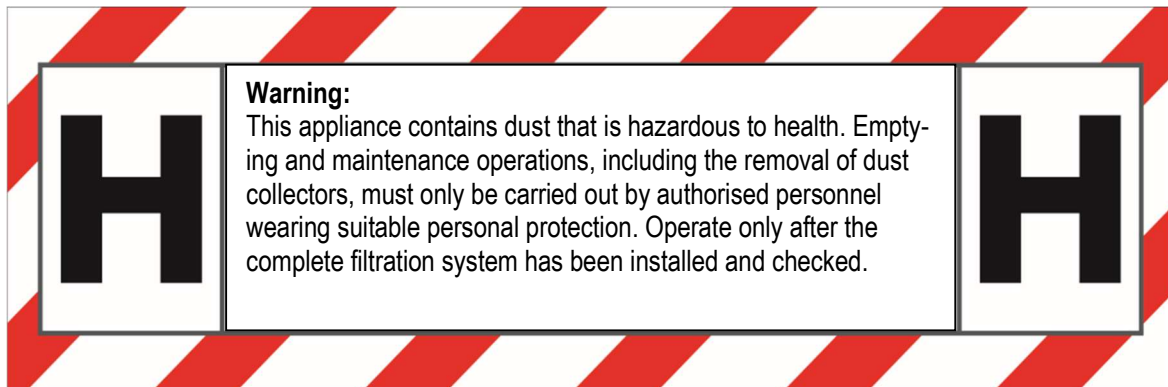 H
Warning:
This appliance contains dust that is hazardous to health. Empty-
ing and maintenance operations, including the removal of dust
collectors, must only be carried out by authorised personnel
wearing suitable personal protection. Operate only after the
complete filtration system has been installed and checked.
H